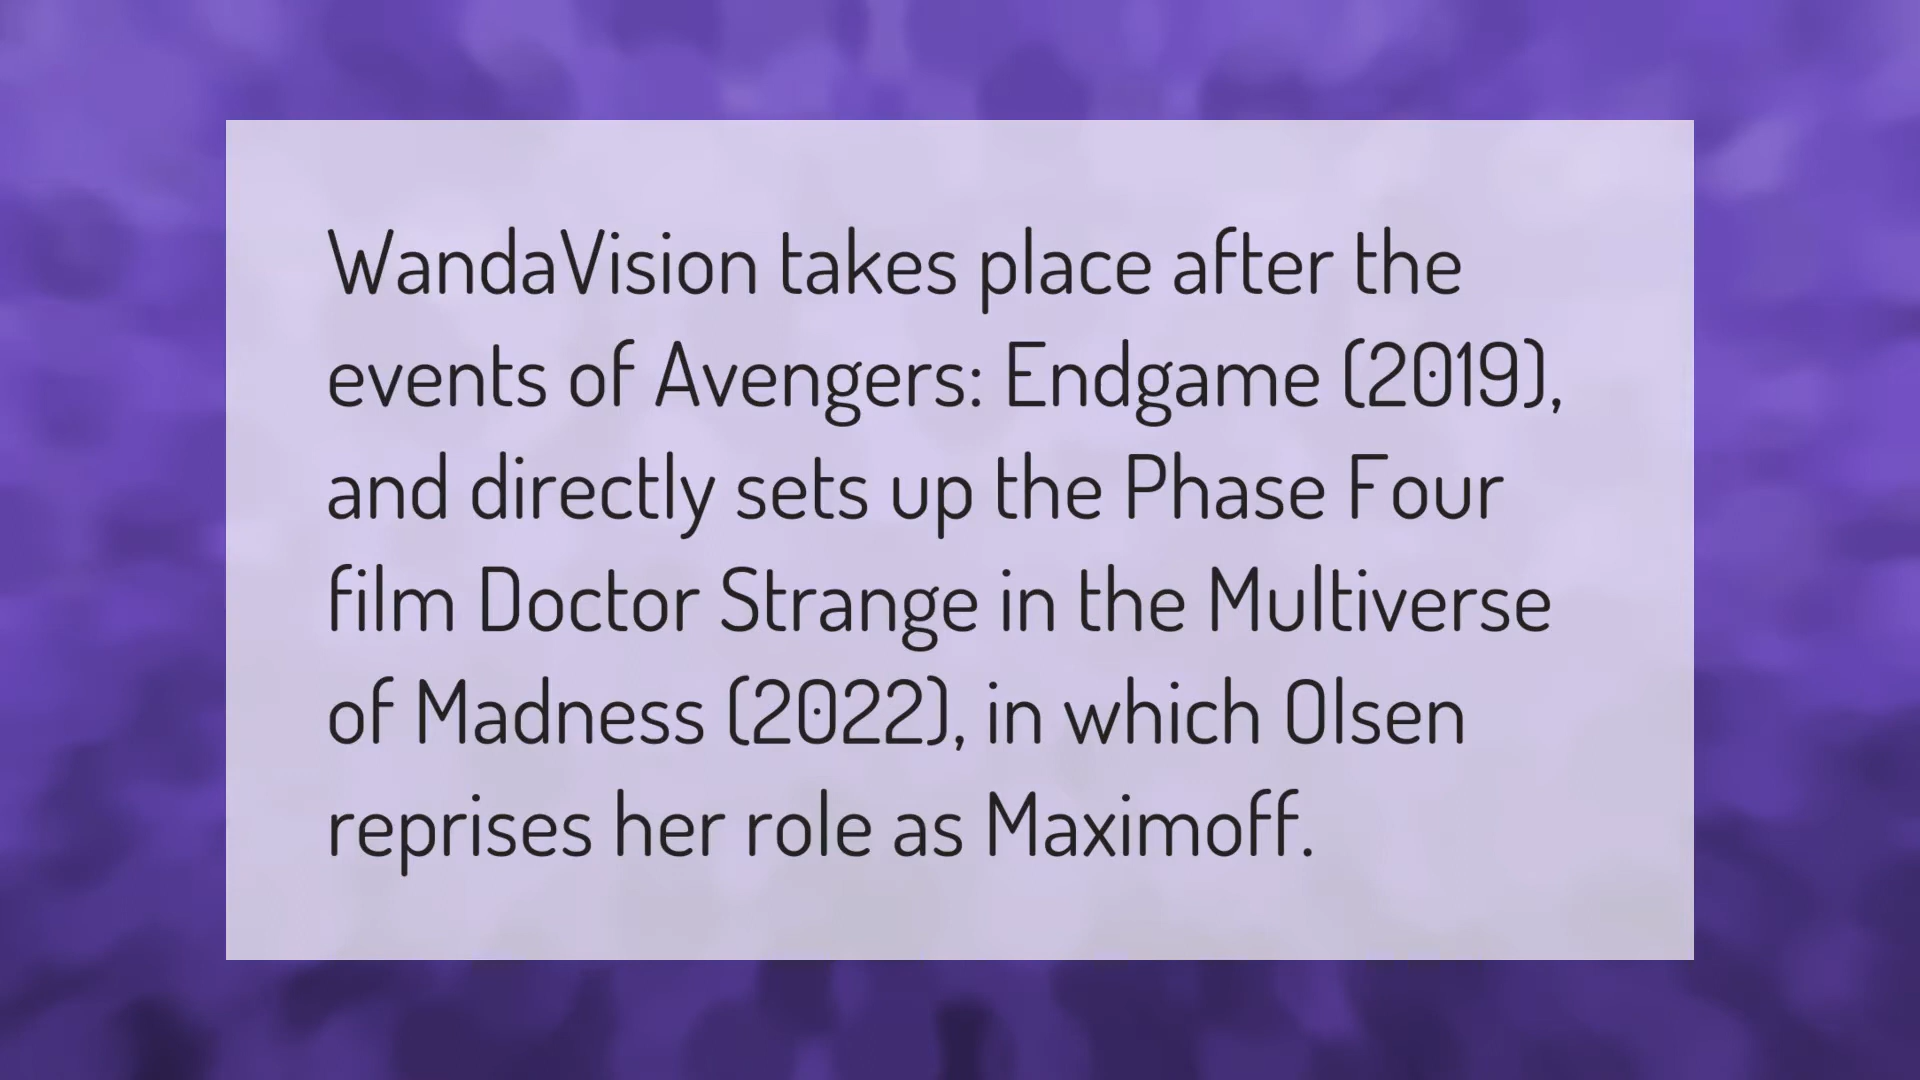 WandaVision takes place after the
events of Avengers: Endgame (2019),
and directly sets up the Phase Four
film Doctor Strange in the Multiverse
of Madness (2022), in which Olsen
reprises her role as Maximoff.